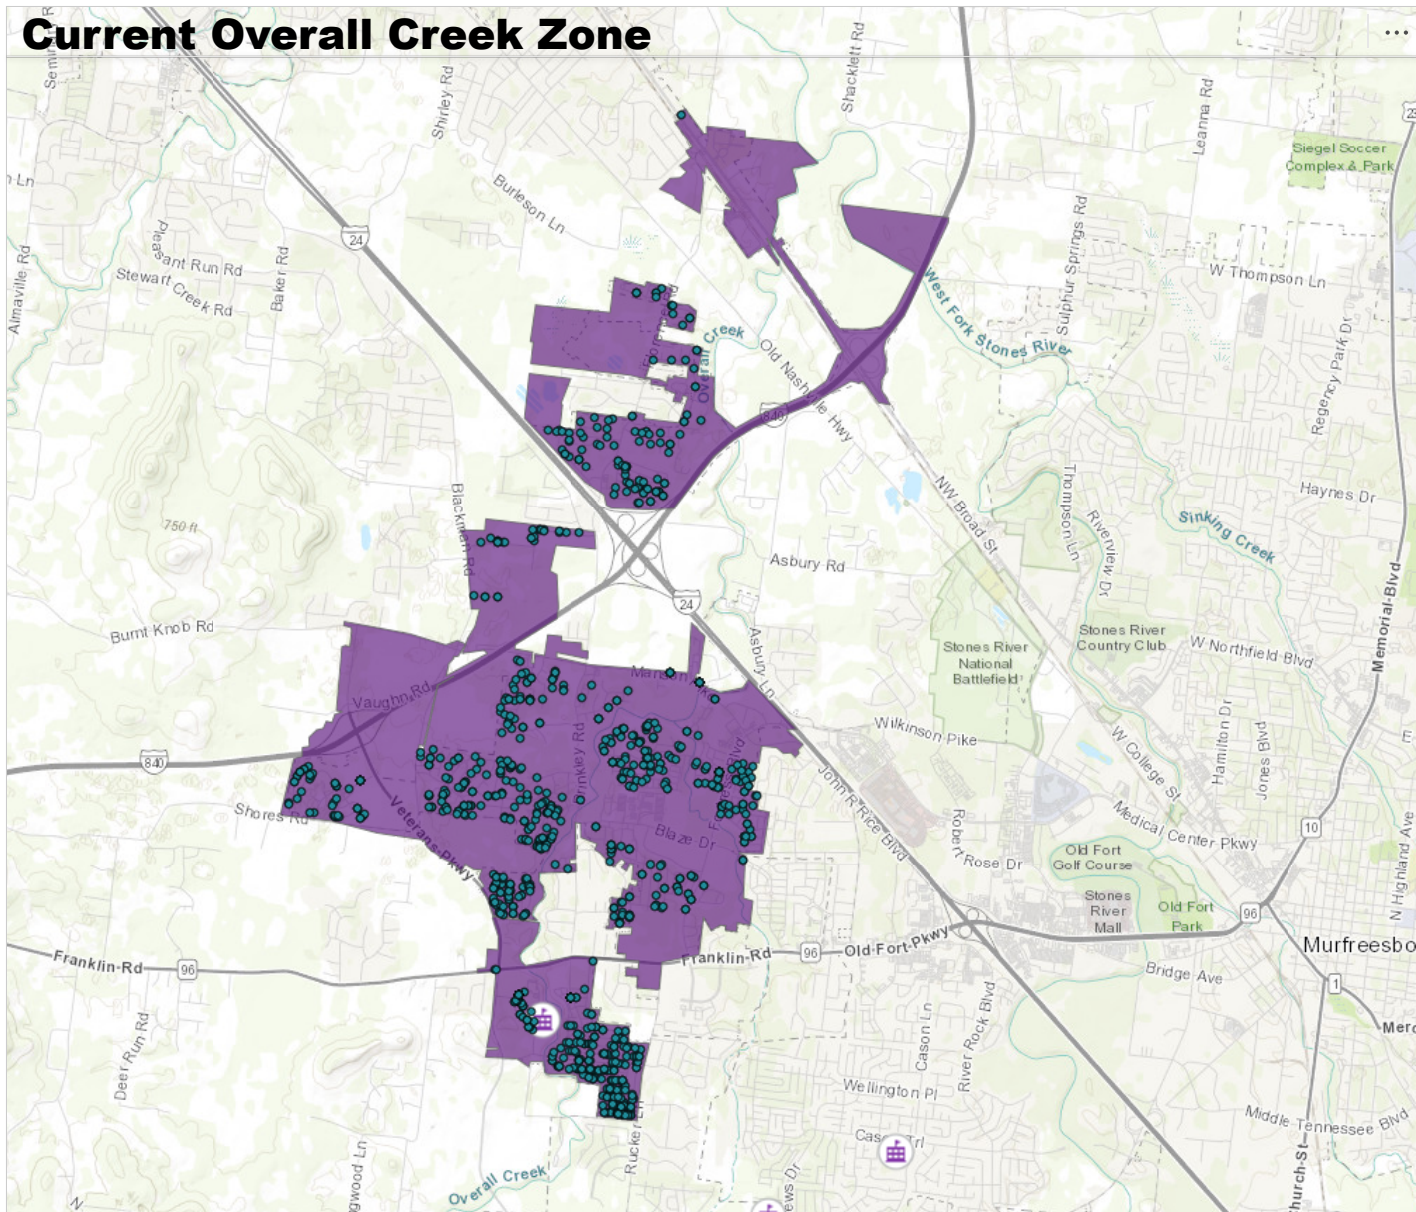 Current Overall Creek Zone
...
Shacklett Rd
Shirley Rd
Leanna Rd
Siegel Soccer
Complex & Park
Burleson Ln
24
Pleasant Run Rd
Stewart Creek Rd
Baker Rd
Almaville Rd
Sulphur Springs Rd
W Thompson Ln
West Fork Stones River
Regency Park Dr
Overall Creek
Old Nashville Hwy
840
Haynes Dr
NW Broad St
Thompson Ln
Riverview Dr
Sinking Creek
Blackman Rd
750 ft
Asbury Rd
24
Burnt Knob Rd
Asbury Ln
Stones River
National
Battlefield
Stones River
Country Club
W Northfield Blvd
Memorial Blvd
Vaughn Rd
Wilkinson Pike
W College St
Hamilton Dr
Jones Blvd
E
840
Shores Rd
Veterans Pkwy
Blaze Dr
John R Rice Blvd
Robert Rose Dr
Medical Center Pkwy
10
Old Fort
Golf Course
Stones
River
Mall
Old Fort
Park
N Highland Ave
96
Franklin Rd
96
Franklin Rd
96
Old Fort Pkwy
Murfreesbo
Bridge Ave
1
Deer Run Rd
Cason Ln
River Rock Blvd
Wellington Pl
Middle Tennessee Blvd
Overall Creek
N